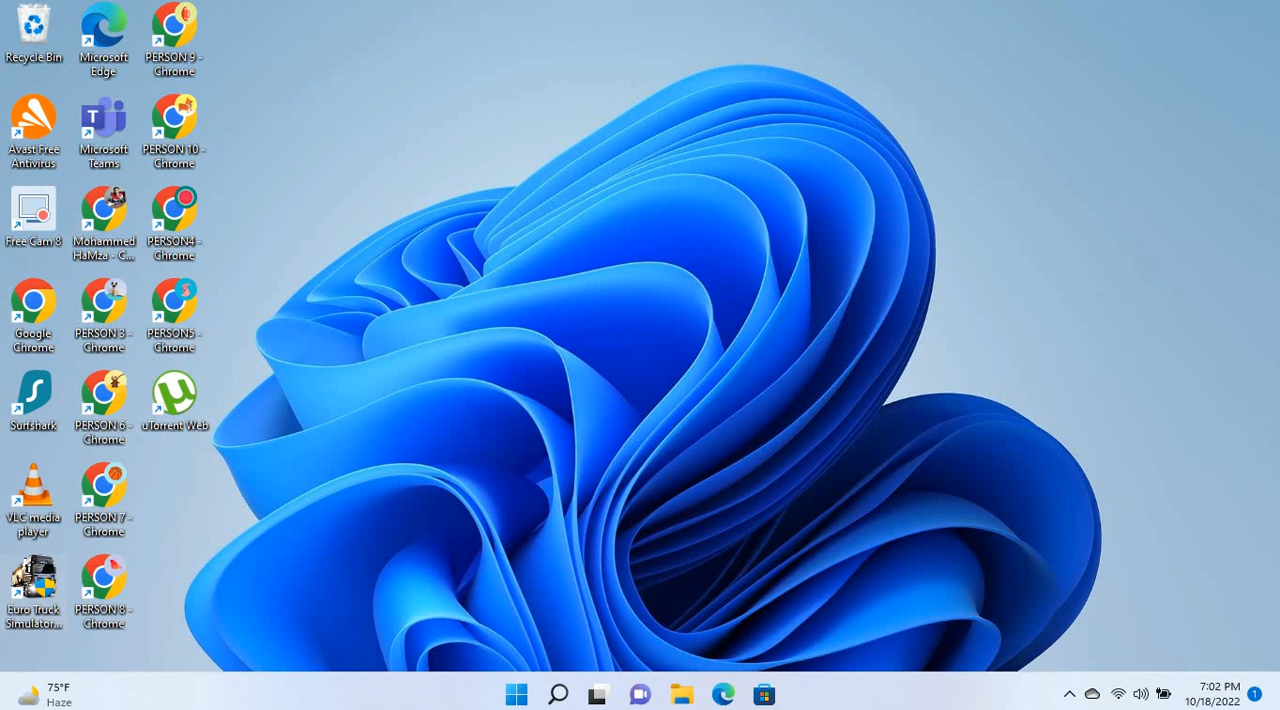 Recycle Bin
Microsoft
Edge
PERSON 9 -
Chrome
Avast Free
Antivirus
Microsoft
Teams
PERSON 10 -
Chrome
Free Cam 8
Mohammed
HaMza - C...
PERSON4 -
Chrome
Google
Chrome
PERSON 3 -
Chrome
PERSON5 -
Chrome
Surfshark
PERSON 6 -
Chrome
uTorrent Web
VLC media
player
PERSON 7 -
Chrome
Euro Truck
Simulator...
PERSON 8 -
Chrome
75°F
Haze
7:02 PM
10/18/2022
1